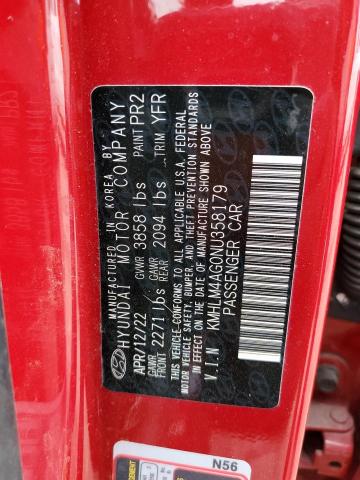 MANUFACTURED IN KOREA BY
HYUNDAI MOTOR COMPANY
APR/12/22 GVWR 3858 lbs PAINT PR2
GAWR FRONT 2271 lbs GAWR REAR 2094 lbs TRIM YFR
THIS VEHICLE CONFORMS TO ALL APPLICABLE U.S.A. FEDERAL
MOTOR VEHICLE SAFETY, BUMPER, AND THEFT PREVENTION STANDARDS
IN EFFECT ON THE DATE OF MANUFACTURE SHOWN ABOVE
V.I.N KMHLM4AG0NU358179
PASSENGER CAR
N56